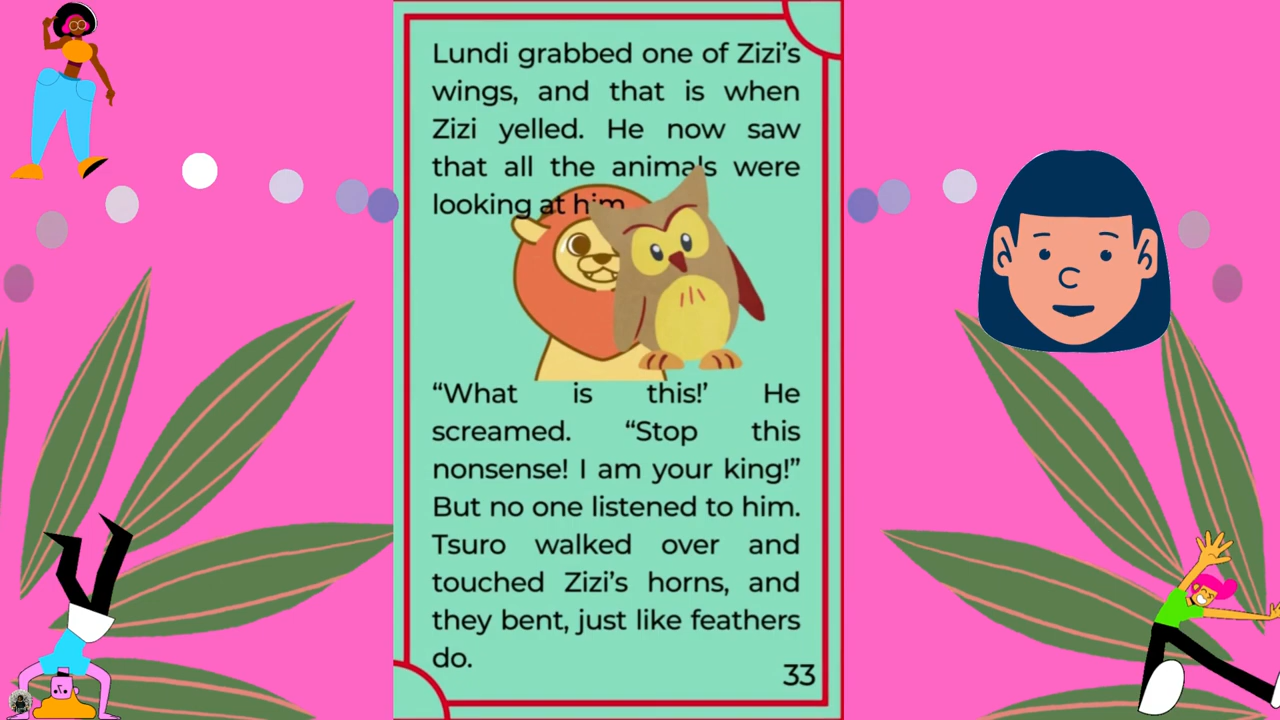 Lundi grabbed one of Zizi’s
wings, and that is when
Zizi yelled. He now saw
that all the animals were
looking at him
“What is this!’ He
screamed. “Stop this
nonsense! I am your king!”
But no one listened to him.
Tsuro walked over and
touched Zizi’s horns, and
they bent, just like feathers
do.
33